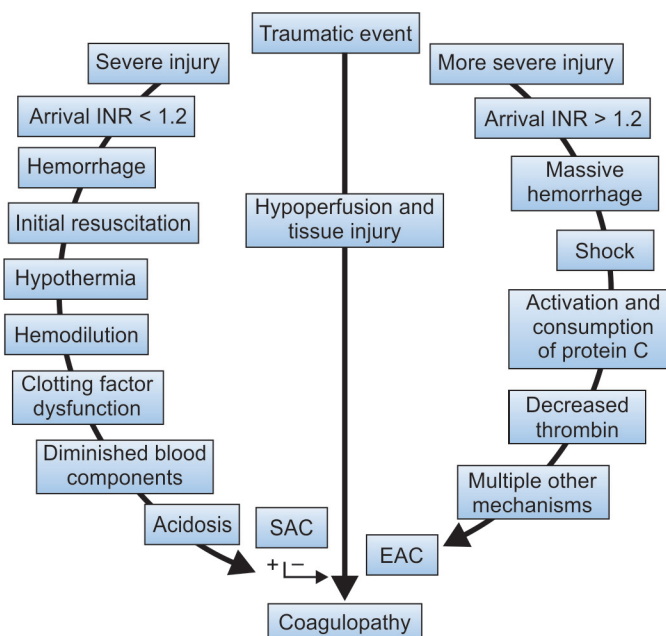 Traumatic event
Severe injury
Arrival INR < 1.2
Hemorrhage
Initial resuscitation
Hypothermia
Hemodilution
Clotting factor
dysfunction
Diminished blood
components
Acidosis
SAC
+ −
Hypoperfusion and
tissue injury
More severe injury
Arrival INR > 1.2
Massive
hemorrhage
Shock
Activation and
consumption
of protein C
Decreased
thrombin
Multiple other
mechanisms
EAC
Coagulopathy